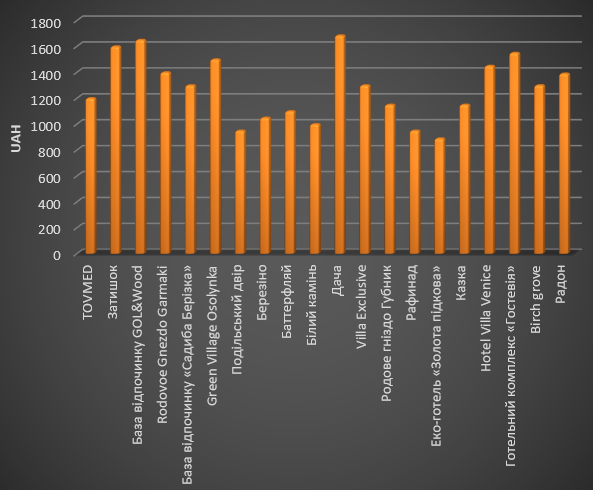 1800
1600
1400
1200
1000
800
600
400
200
0
UAH
TOVMED
Затишок
База відпочинку GOL&Wood
Rodovoe Gnezdo Garmaki
База відпочинку «Садиба Берізка»
Green Village Osolynka
Подільський двір
Березіно
Баттерфляй
Білий камінь
Дача
Villa Exclusive
Родове гніздо Губник
Рафинад
Еко-готель «Золота підкова»
Казка
Hotel Villa Venice
Готельний комплекс «Гостевія»
Birch grove
Радон